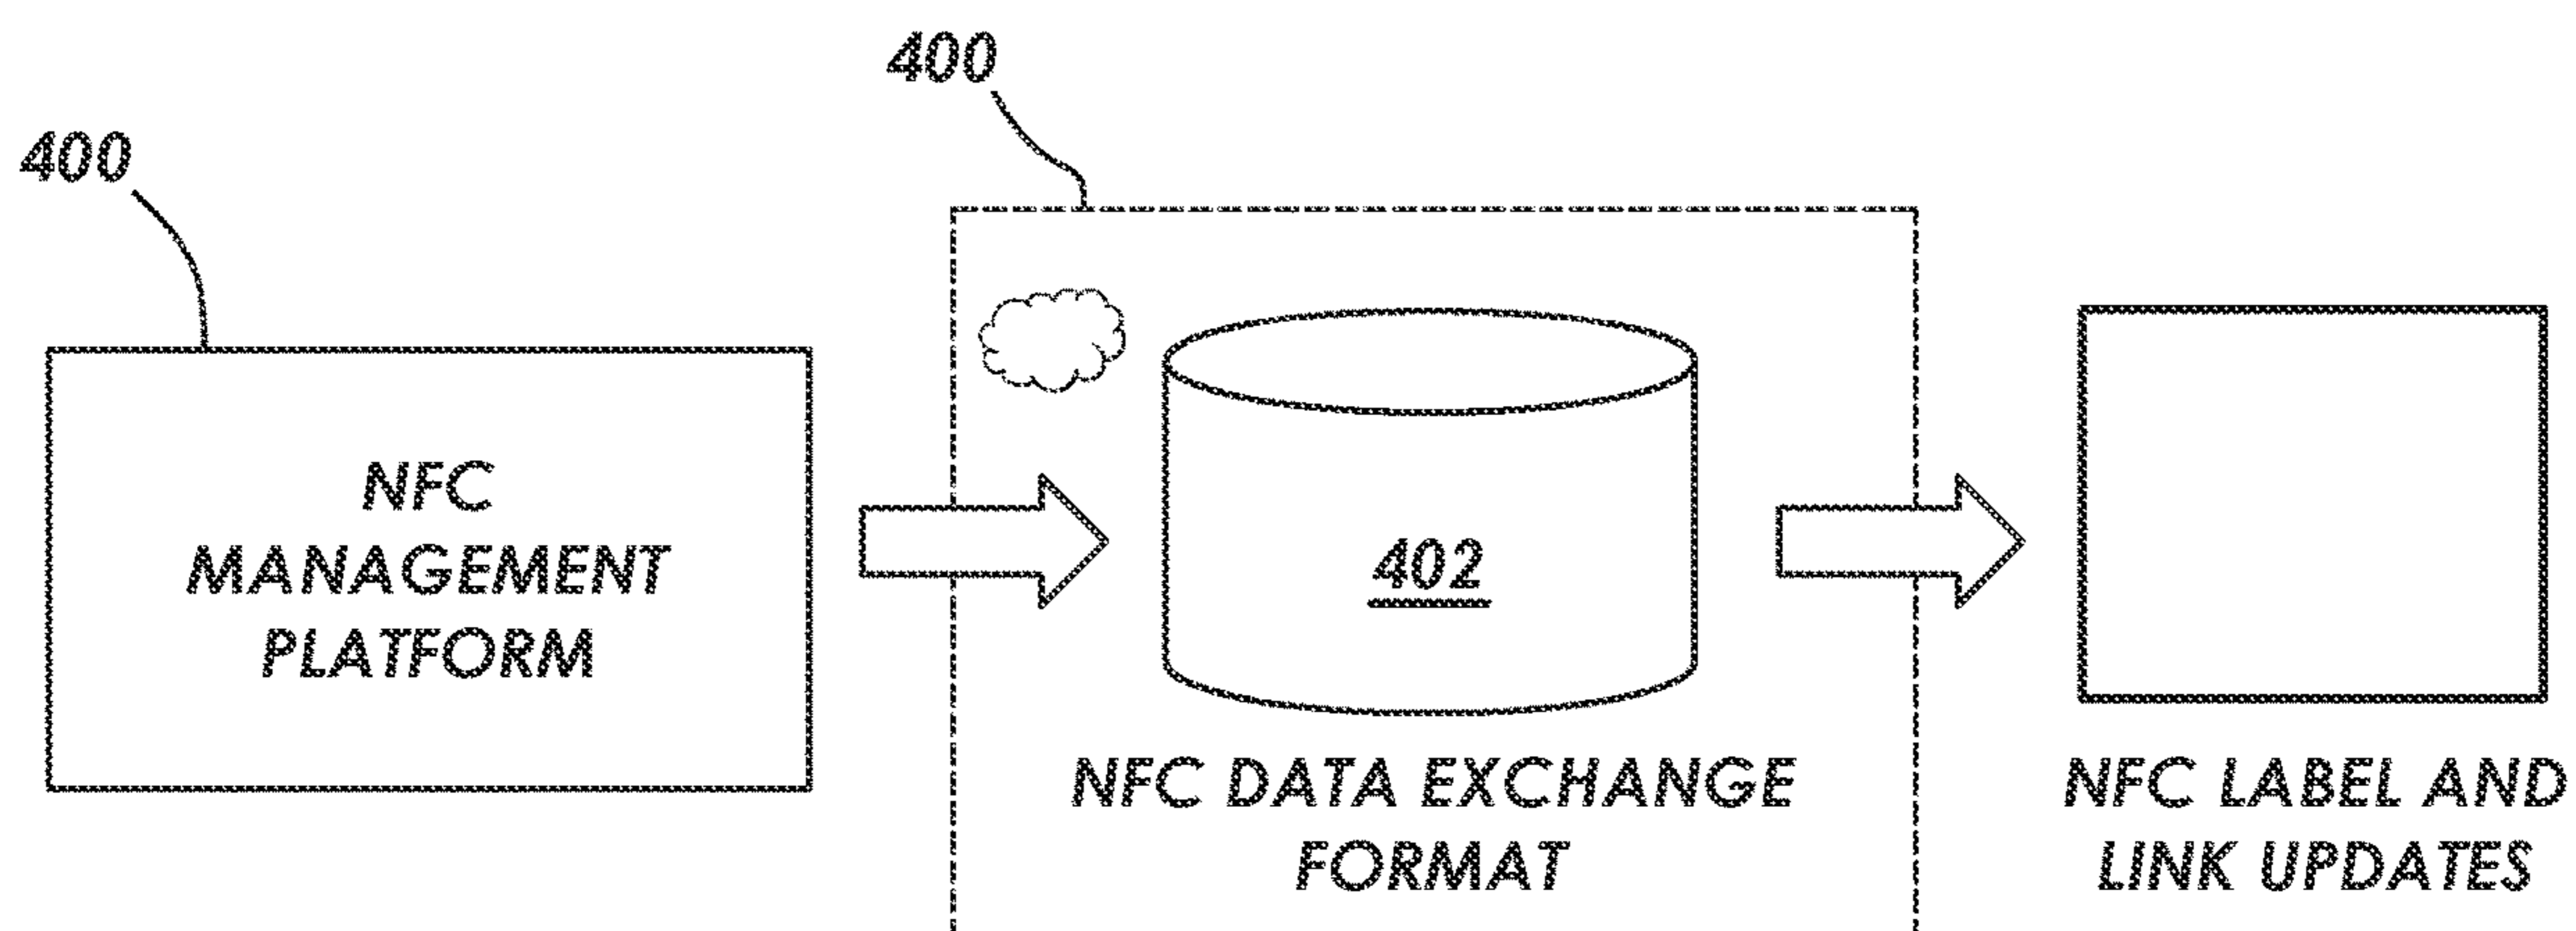 400
400
NFC
MANAGEMENT
PLATFORM
402
NFC DATA EXCHANGE
FORMAT
NFC LABEL AND
LINK UPDATES